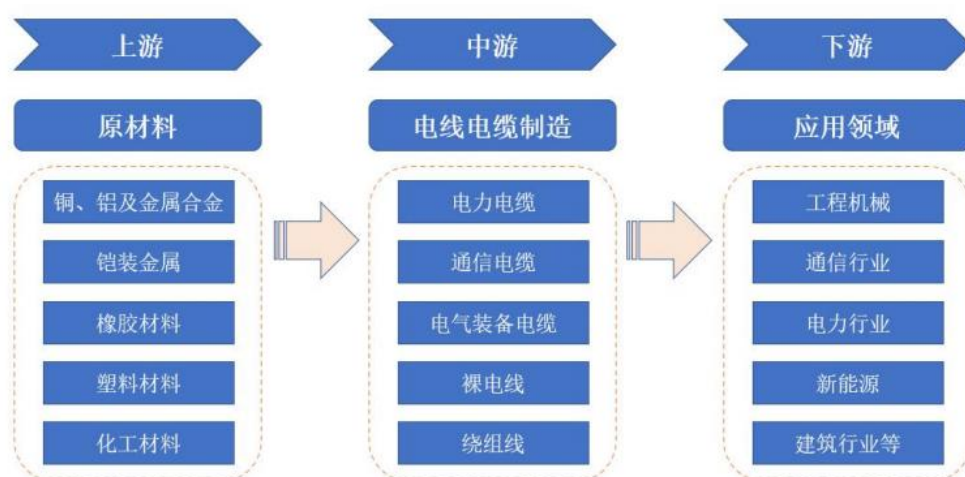 上游
中游
下游
原材料
电线电缆制造
应用领域
铜、铝及金属合金
铠装金属
橡胶材料
塑料材料
化工材料
电力电缆
通信电缆
电气装备电缆
裸电线
绕组线
工程机械
通信行业
电力行业
新能源
建筑行业等